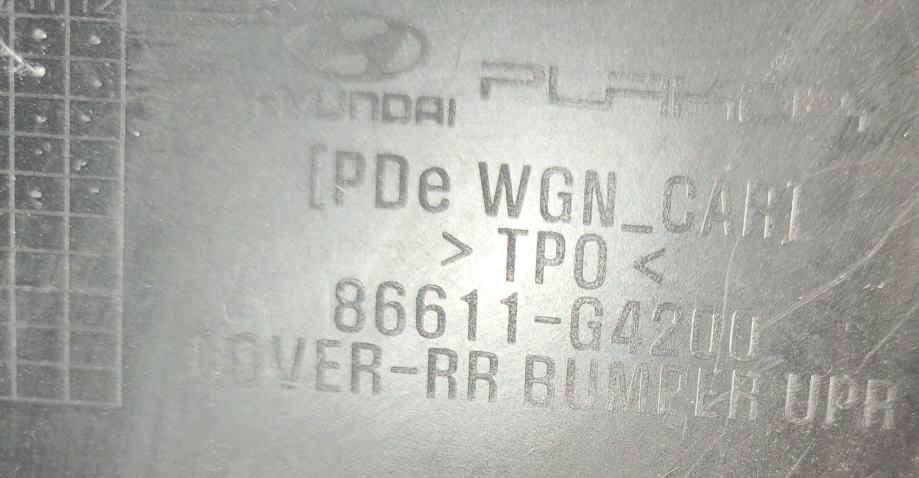 HYUNDAI
[PDe WGN_CAR]
> TPO <
86611-G4200
COVER-RR BUMPER UPR